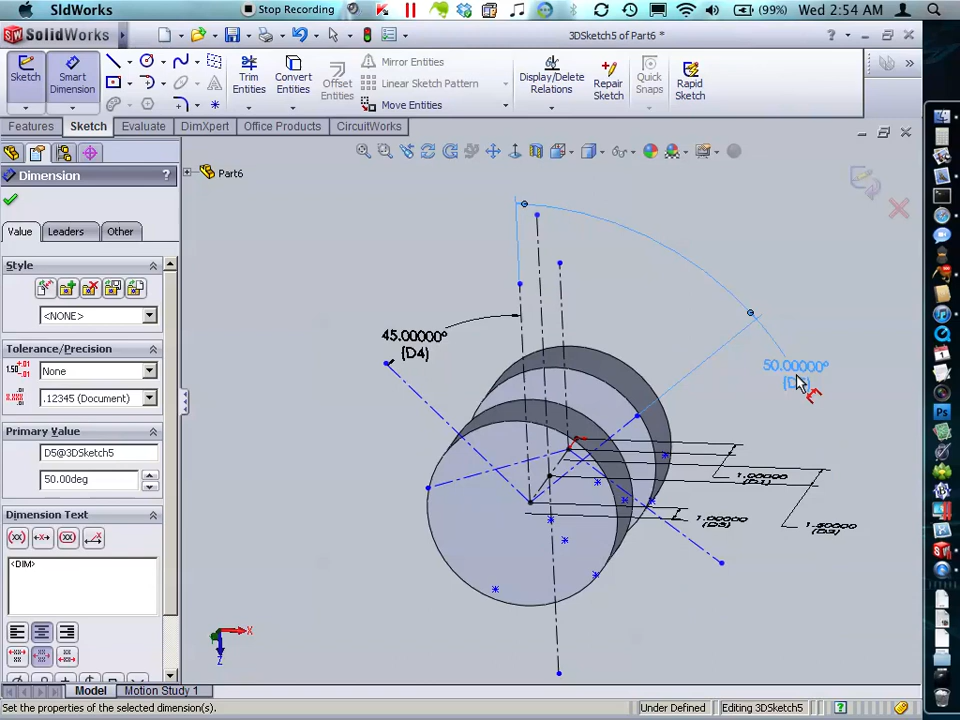 SldWorks
Stop Recording
(99%)
Wed 2:54 AM
SolidWorks
3DSketch5 of Part6 *
Sketch
Smart
Dimension
Trim
Entities
Convert
Entities
Offset
Entities
Mirror Entities
Linear Sketch Pattern
Move Entities
Display/Delete
Relations
Repair
Sketch
Quick
Snaps
Rapid
Sketch
Features
Sketch
Evaluate
DimXpert
Office Products
CircuitWorks
Dimension
?
Part6
Value
Leaders
Other
Style
<NONE>
Tolerance/Precision
None
.12345 (Document)
Primary Value
D5@3DSketch5
50.00deg
Dimension Text
<DIM>
45.00000°
(D4)
50.00000°
1.00000
(D1)
1.00000
(D3)
X
Z
Model
Motion Study 1
Set the properties of the selected dimension(s).
Under Defined
Editing 3DSketch5